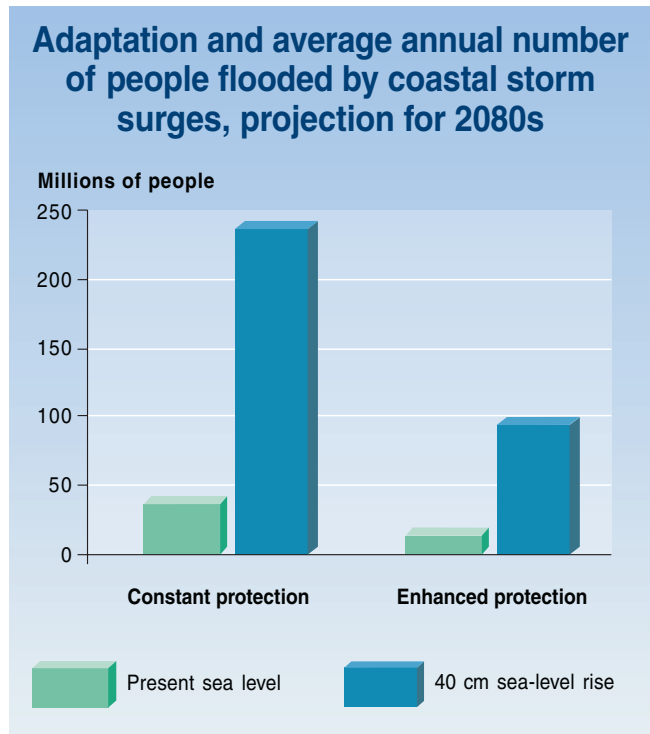 Adaptation and average annual number
of people flooded by coastal storm
surges, projection for 2080s
Millions of people
250
200
150
100
50
0
Constant protection
Enhanced protection
Present sea level
40 cm sea-level rise